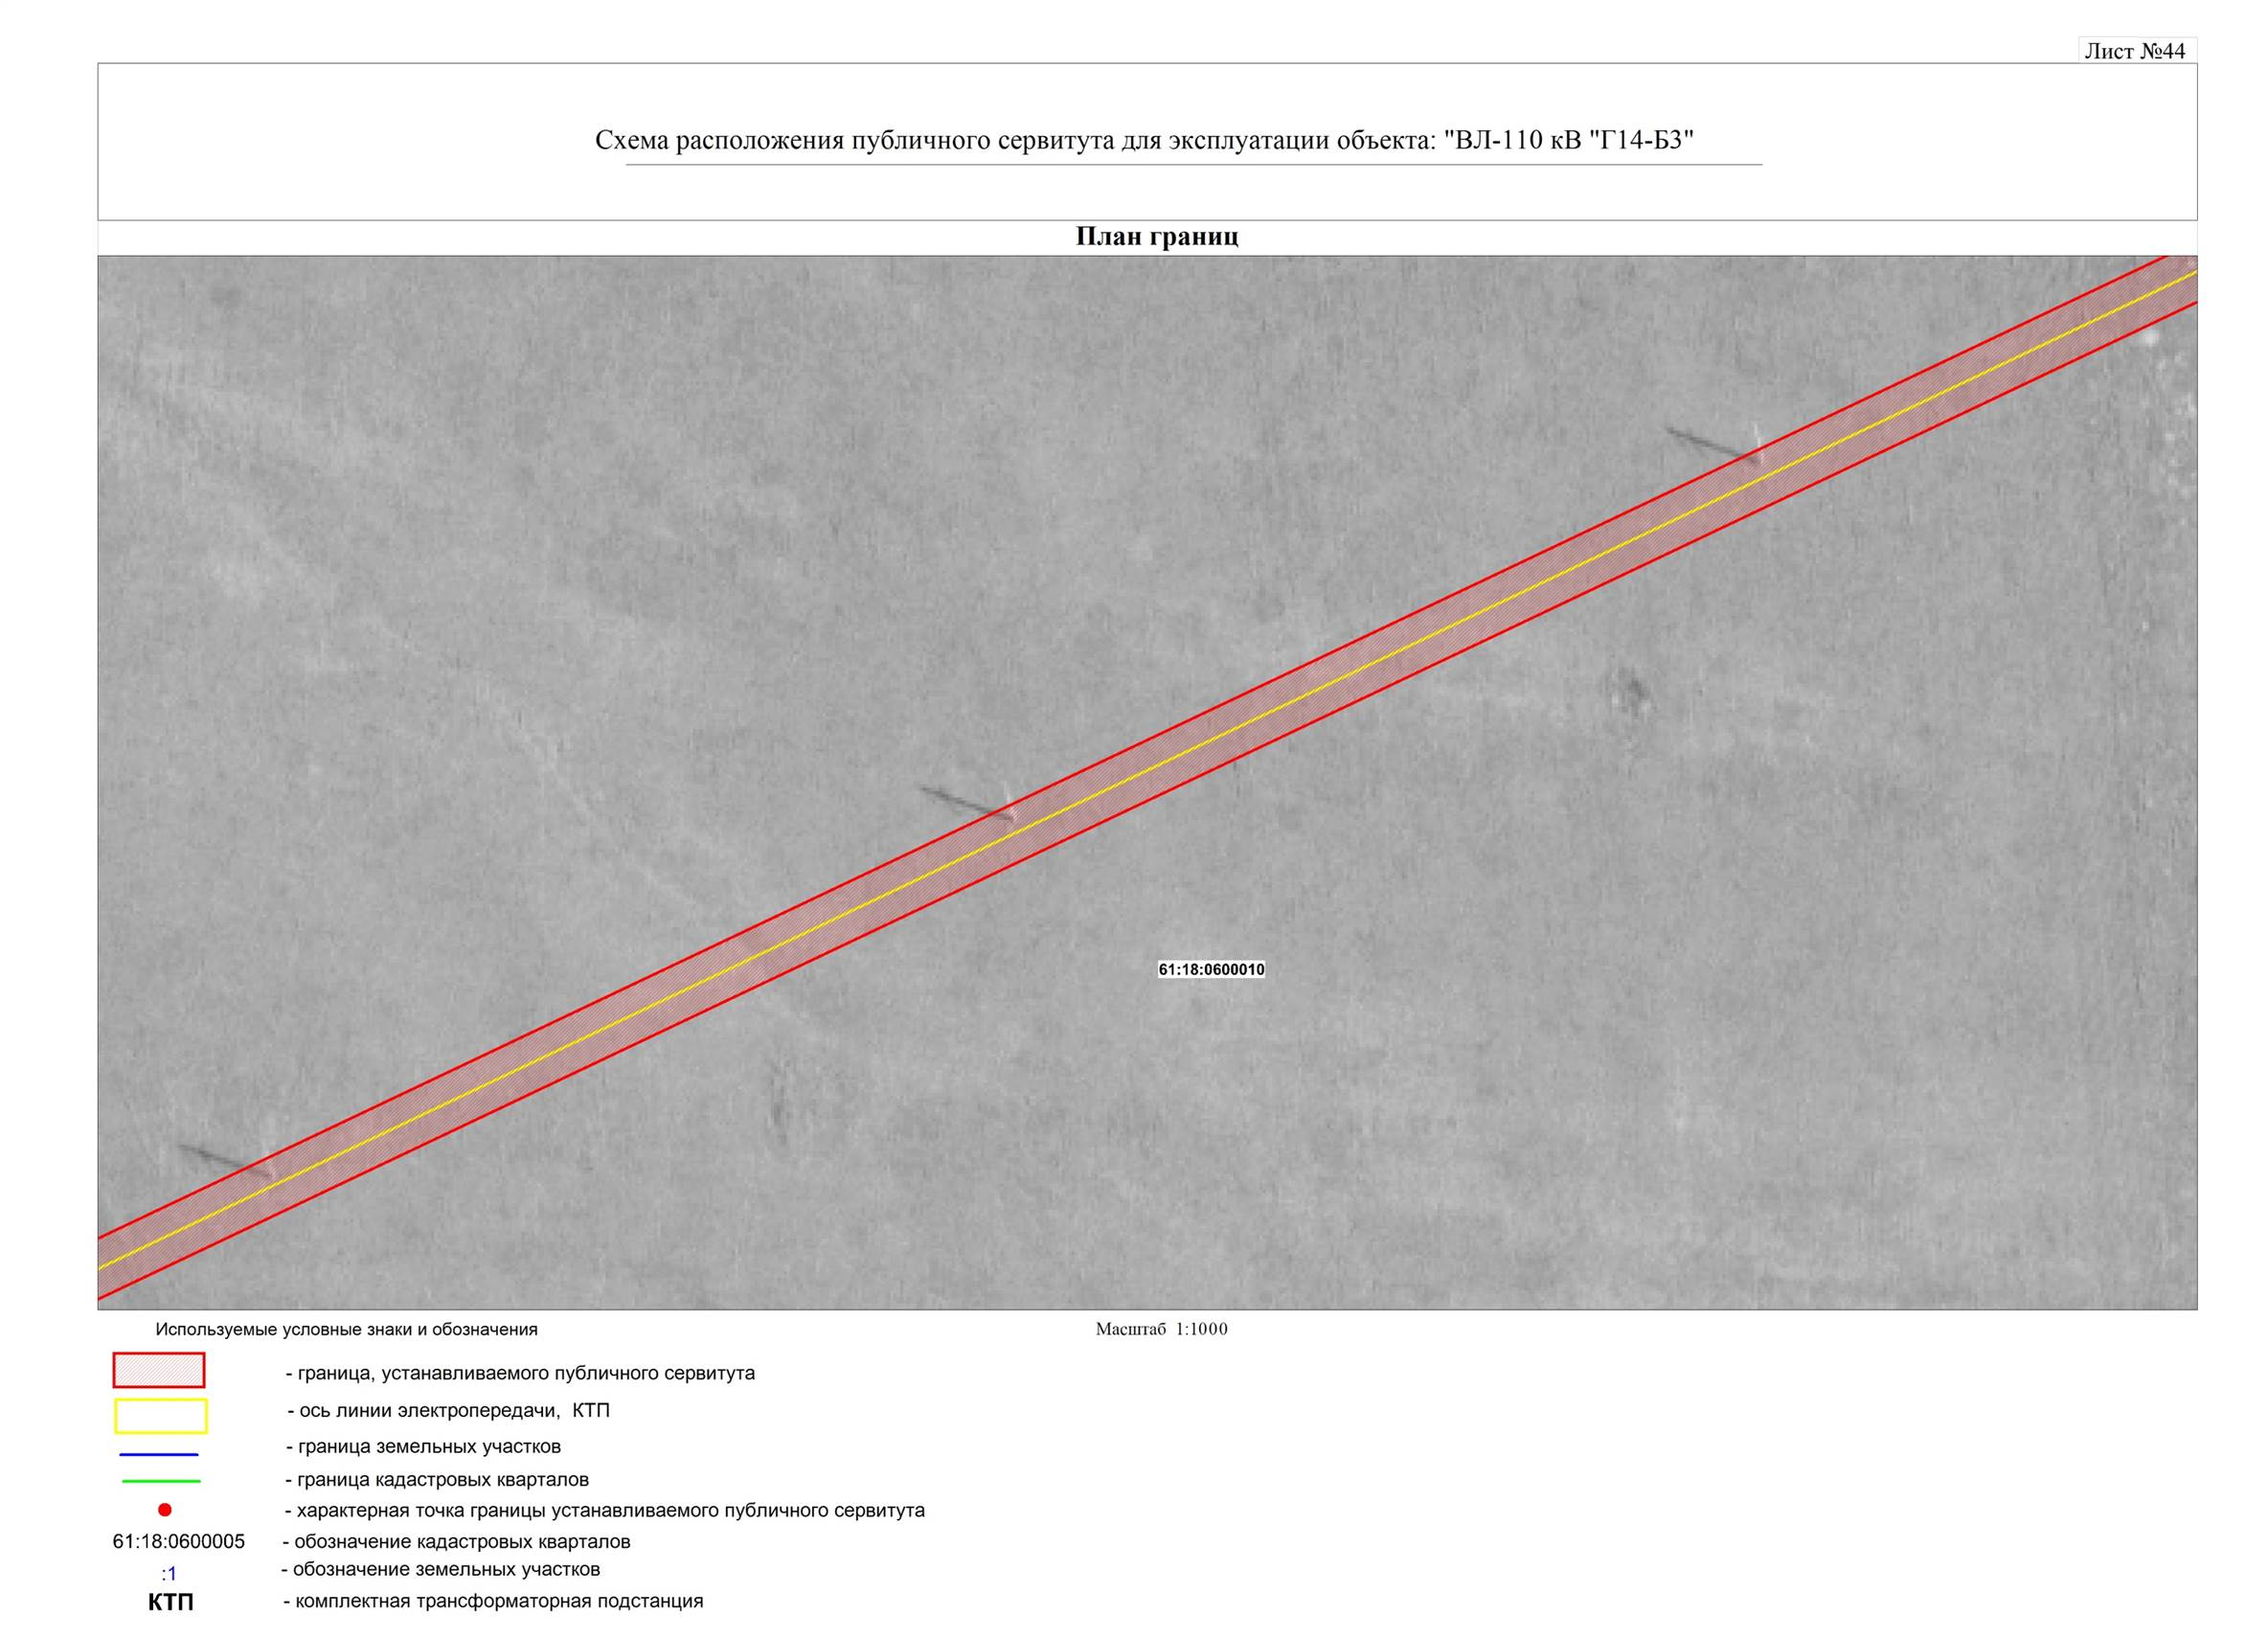 Лист №44
Схема расположения публичного сервитута для эксплуатации объекта: "ВЛ-110 кВ "Г14-Б3"
План границ
61:18:0600010
Используемые условные знаки и обозначения
Масштаб 1:1000
- граница, устанавливаемого публичного сервитута
- ось линии электропередачи, КТП
- граница земельных участков
- граница кадастровых кварталов
- характерная точка границы устанавливаемого публичного сервитута
61:18:0600005 - обозначение кадастровых кварталов
:1 - обозначение земельных участков
КТП - комплектная трансформаторная подстанция